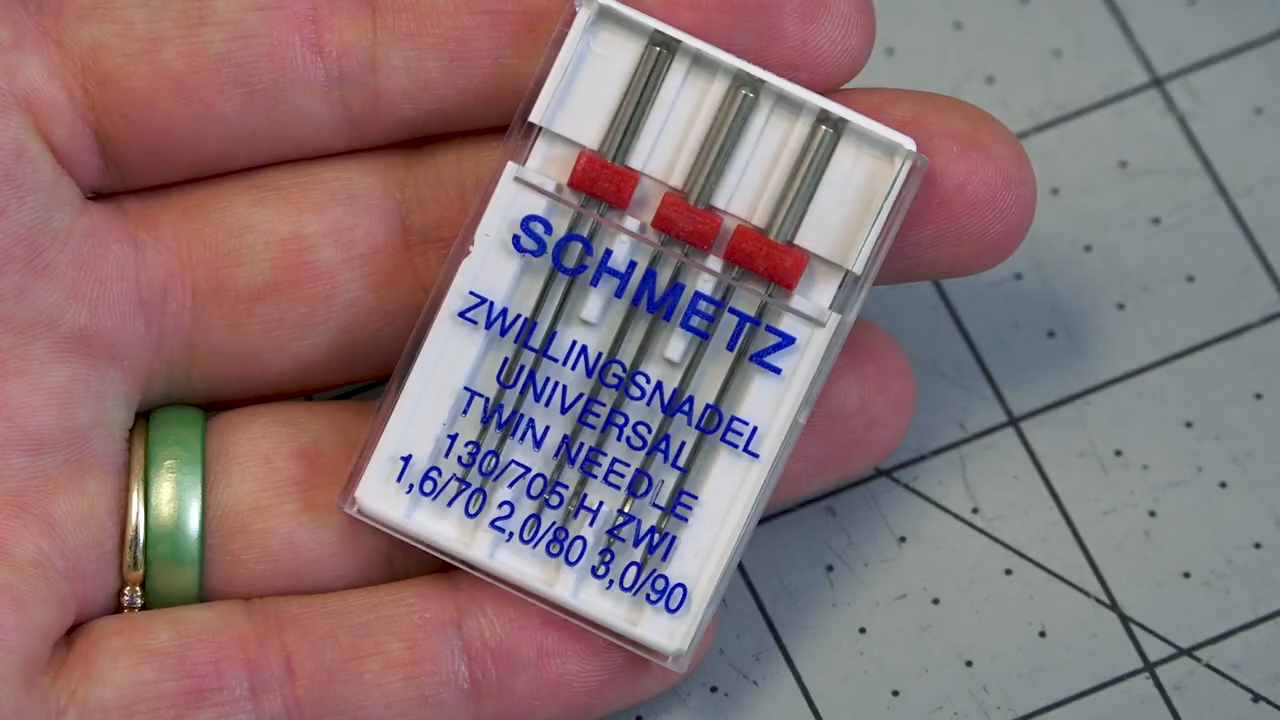 SCHMETZ
ZWILLINGSNADEL
UNIVERSAL
TWIN NEEDLE
130/705 H ZWI
1,6/70 2,0/80 3,0/90